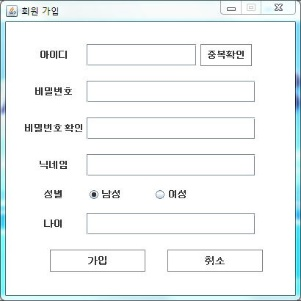 회원 가입
아이디 중복확인
비밀번호
비밀번호 확인
닉네임
성별 남성 여성
나이
가입 취소